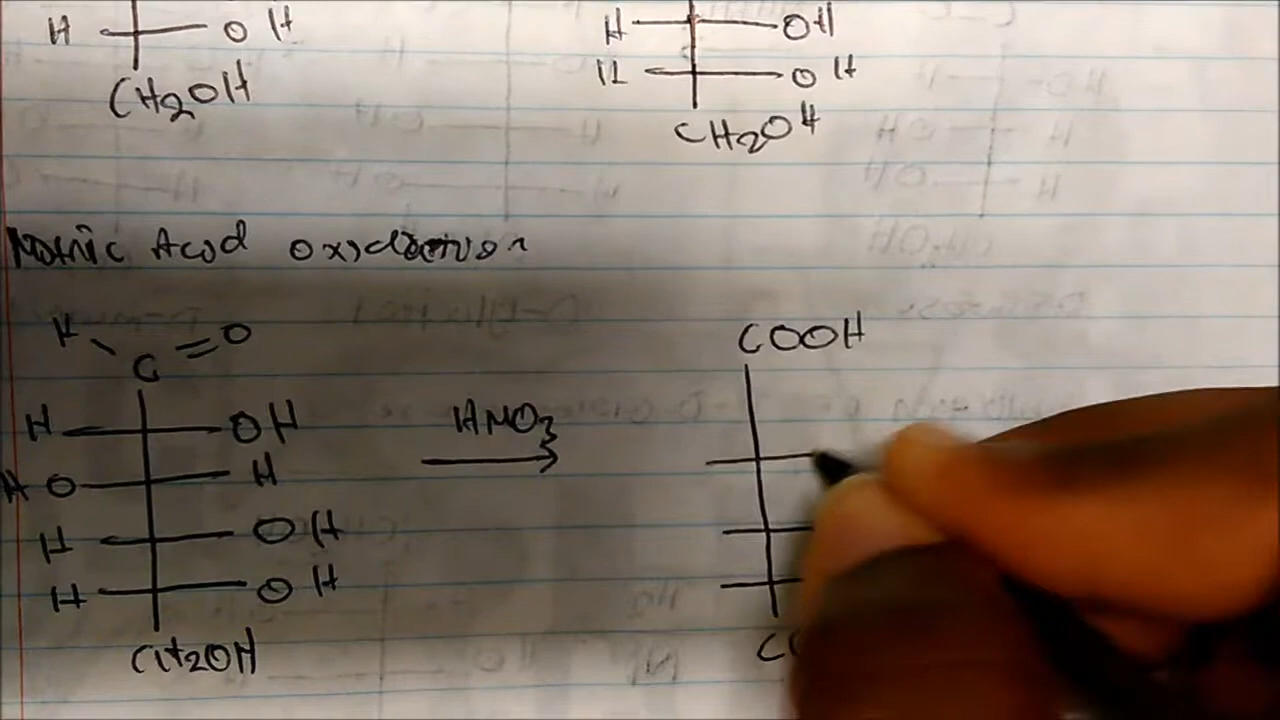 H OH H OH
H OH
CH2OH CH2OH
Nitric Acid oxidation
H C=O COOH
H OH HNO3
HO H
H OH
H OH
CH2OH